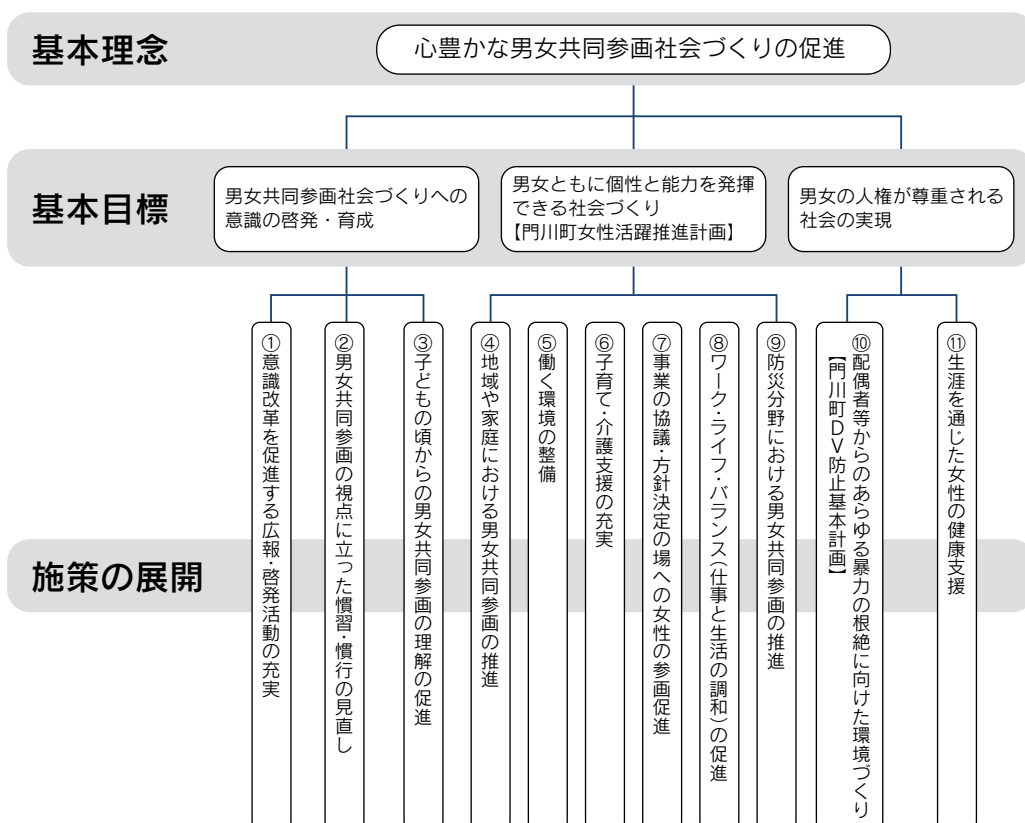 基本理念
心豊かな男女共同参画社会づくりの促進
基本目標
男女共同参画社会づくりへの
意識の啓発・育成
男女ともに個性と能力を発揮
できる社会づくり
【門川町女性活躍推進計画】
男女の人権が尊重される
社会の実現
施策の展開
①意識改革を促進する広報・啓発活動の充実
②男女共同参画の視点に立った慣習・慣行の見直し
③子どもの頃からの男女共同参画の理解の促進
④地域や家庭における男女共同参画の推進
⑤働く環境の整備
⑥子育て・介護支援の充実
⑦事業の協議・方針決定の場への女性の参画促進
⑧ワーク・ライフ・バランス(仕事と生活の調和)の促進
⑨防災分野における男女共同参画の推進
⑩配偶者等からのあらゆる暴力の根絶に向けた環境づくり
【門川町DV防止基本計画】
⑪生涯を通じた女性の健康支援